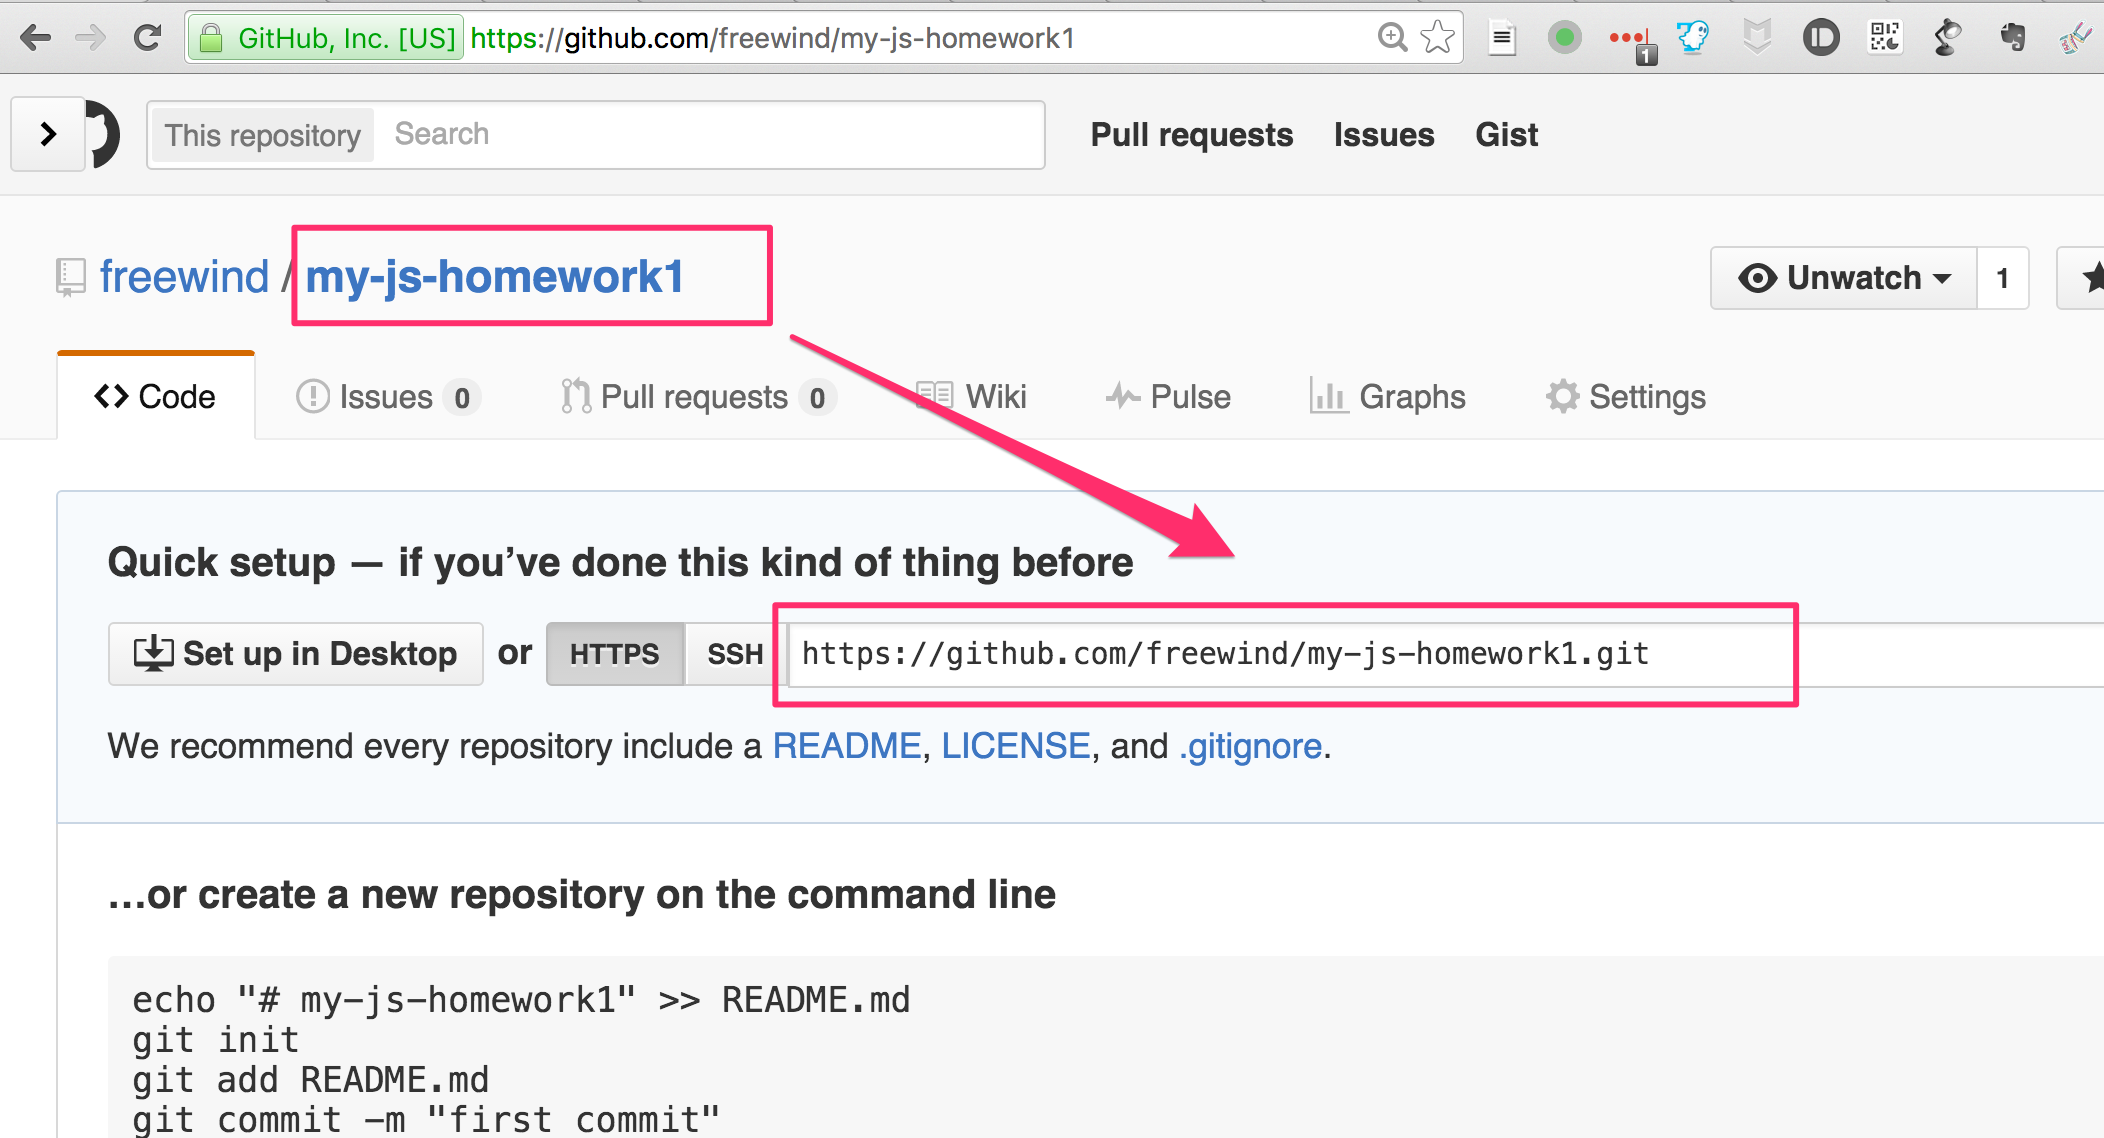 GitHub, Inc. [US] https://github.com/freewind/my-js-homework1
1
This repository Search Pull requests Issues Gist
freewind / my-js-homework1 Unwatch 1
Code Issues 0 Pull requests 0 Wiki Pulse Graphs Settings
Quick setup — if you’ve done this kind of thing before
Set up in Desktop or HTTPS SSH https://github.com/freewind/my-js-homework1.git
We recommend every repository include a README, LICENSE, and .gitignore.
…or create a new repository on the command line
echo "# my-js-homework1" >> README.md
git init
git add README.md
git commit -m "first commit"